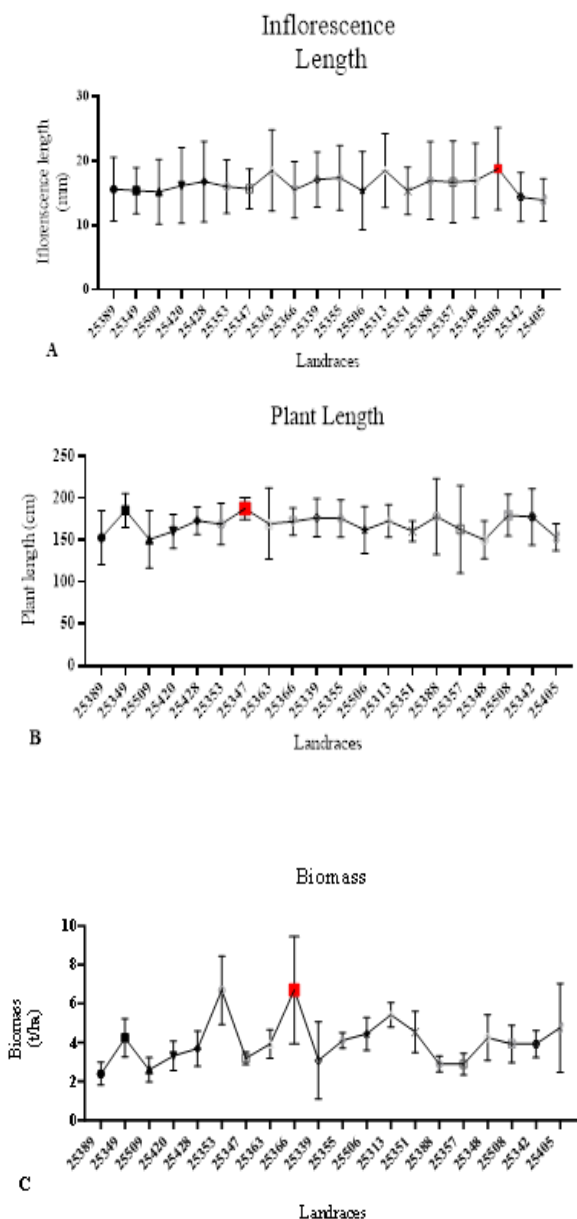 Inflorescence
Length
Iflorenscence length
(mm)
30
20
10
0
25389 25349 25509 25420 25428 25353 25347 25363 25366 25339 25355 25506 25313 25351 25388 25357 25348 25508 25342 25405
A
Landraces
Plant Length
Plant length (cm)
250
200
150
100
50
0
25389 25349 25509 25420 25428 25353 25347 25363 25366 25339 25355 25506 25313 25351 25388 25357 25348 25508 25342 25405
B
Landraces
Biomass
Biomass
(t/ha)
10
8
6
4
2
0
25389 25349 25509 25420 25428 25353 25347 25363 25366 25339 25355 25506 25313 25351 25388 25357 25348 25508 25342 25405
C
Landraces